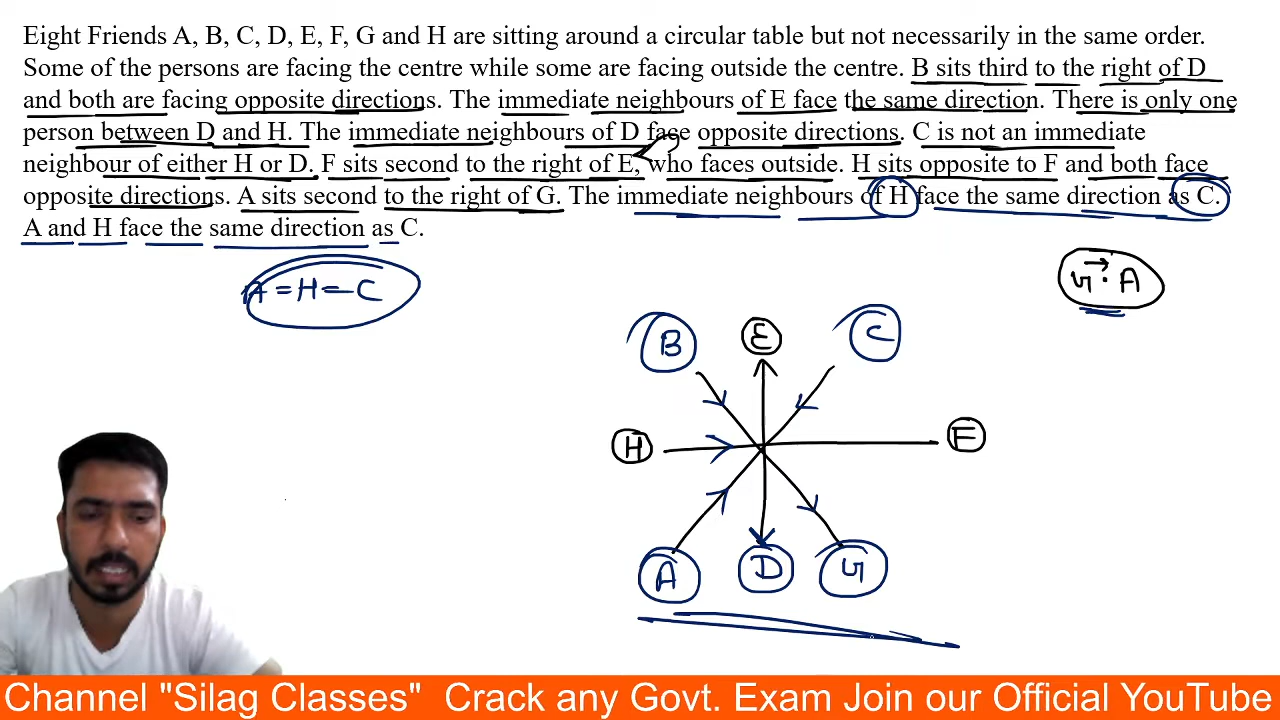 Eight Friends A, B, C, D, E, F, G and H are sitting around a circular table but not necessarily in the same order.
Some of the persons are facing the centre while some are facing outside the centre. B sits third to the right of D
and both are facing opposite directions. The immediate neighbours of E face the same direction. There is only one
person between D and H. The immediate neighbours of D face opposite directions. C is not an immediate
neighbour of either H or D. F sits second to the right of E, who faces outside. H sits opposite to F and both face
opposite directions. A sits second to the right of G. The immediate neighbours of H face the same direction as C.
A and H face the same direction as C.
A = H = C
G · A
B E C
H F
A D G
Channel "Silag Classes" Crack any Govt. Exam Join our Official YouTube